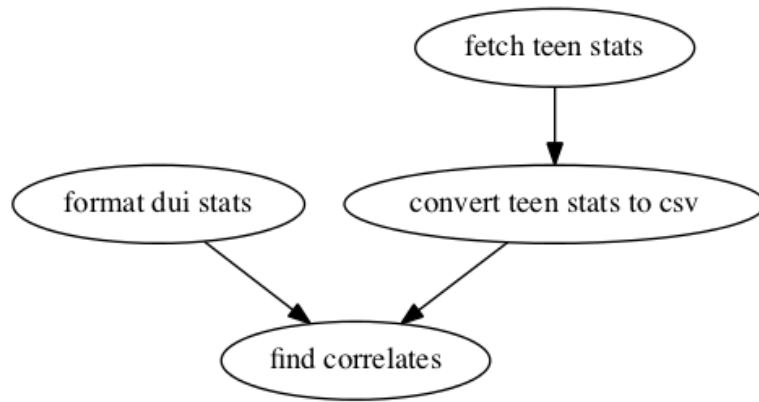 fetch teen stats
format dui stats
convert teen stats to csv
find correlates